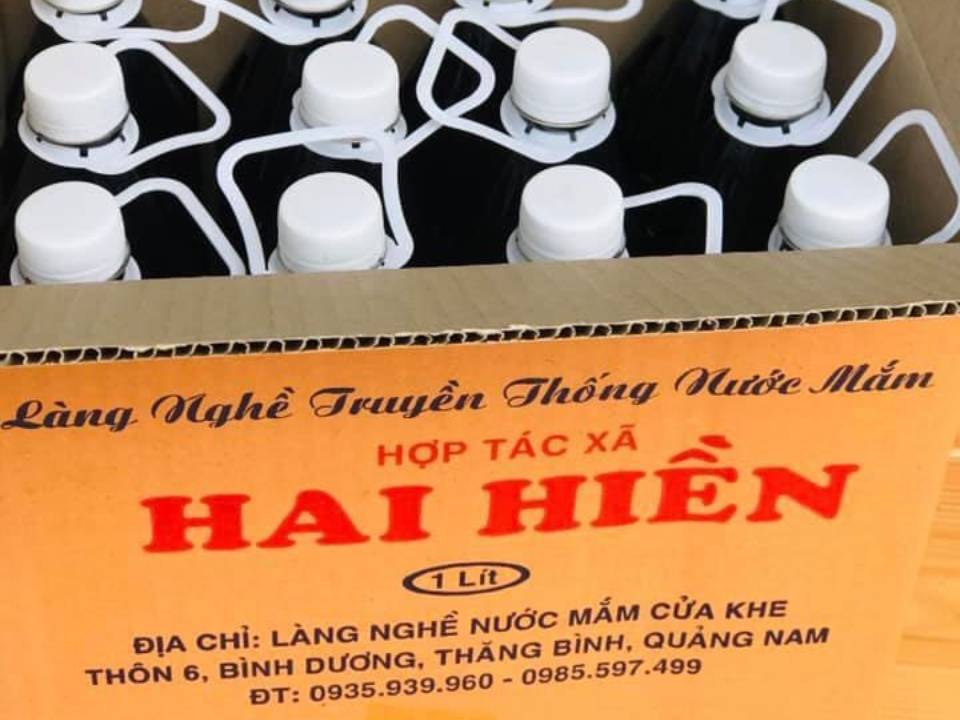 Làng Nghề Truyền Thống Nước Mắm
HỢP TÁC XÃ
HAI HIỀN
1 Lít
ĐỊA CHỈ: LÀNG NGHỀ NƯỚC MẮM CỬA KHE
THÔN 6, BÌNH DƯƠNG, THĂNG BÌNH, QUẢNG NAM
ĐT: 0935.939.960 - 0985.597.499